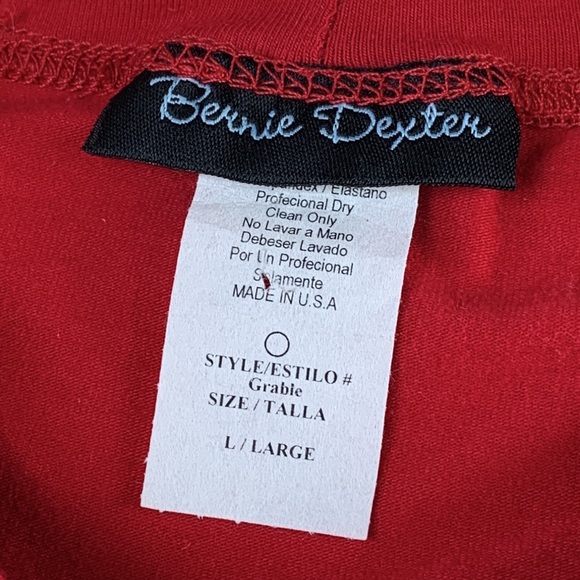 Bernie Dexter
Spandex / Elastano
Profecional Dry
Clean Only
No Lavar a Mano
Debeser Lavado
Por Un Profecional
Solamente
MADE IN U.S.A
STYLE/ESTILO #
Grable
SIZE / TALLA
L / LARGE